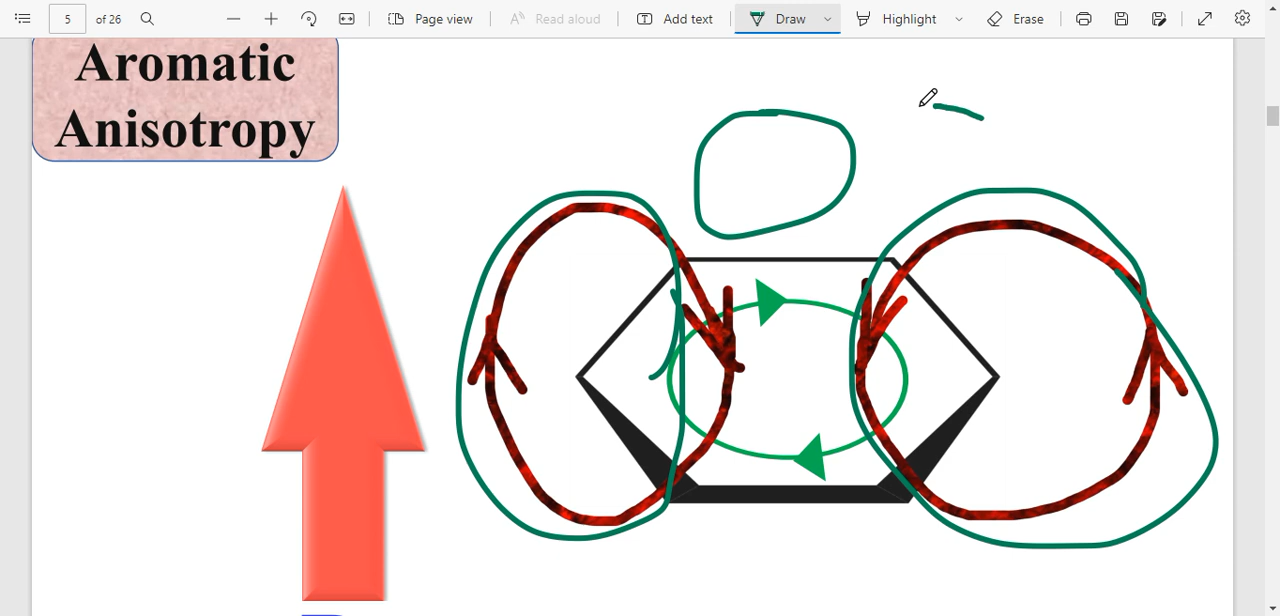 5 of 26
Page view
Read aloud
Add text
Draw
Highlight
Erase
Aromatic
Anisotropy